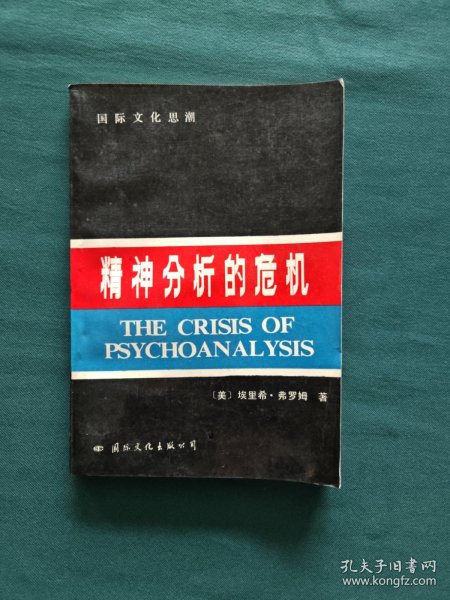 国际文化思潮
精神分析的危机
THE CRISIS OF
PSYCHOANALYSIS
〔美〕埃里希·弗罗姆 著
国际文化出版公司
孔夫子旧书网
www.kongfz.com